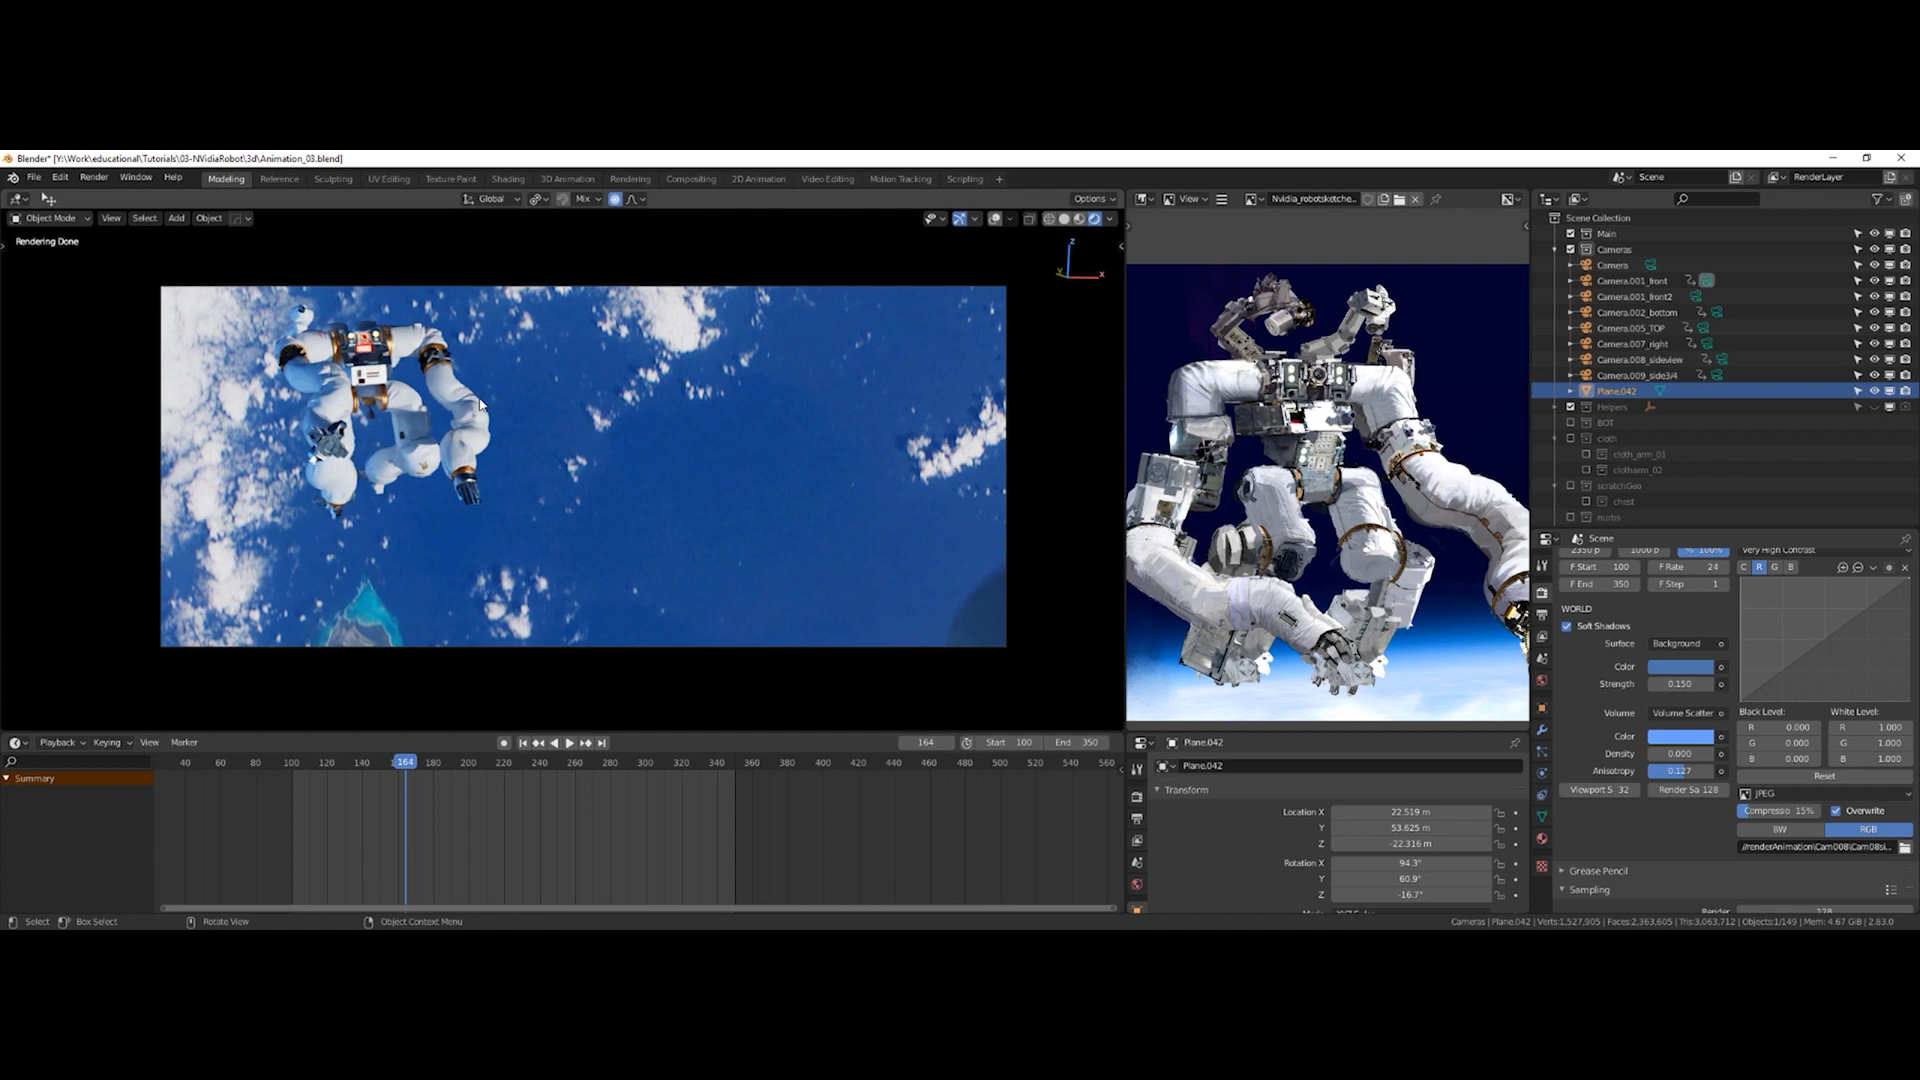 Blender* [Y:\Work\educational\Tutorials\03-NVidiaRobot\3d\Animation_03.blend]
File Edit Render Window Help Modeling Reference Sculpting UV Editing Texture Paint Shading 3D Animation Rendering Compositing 2D Animation Video Editing Motion Tracking Scripting + Scene RenderLayer
Global Mix Options View Nvidia_robotsketche...
Object Mode View Select Add Object
Rendering Done
Z
Y X
Scene Collection
Main
Cameras
Camera
Camera.001_front
Camera.001_front2
Camera.002_bottom
Camera.005_TOP
Camera.007_right
Camera.008_sideview
Camera.009_side3/4
Plane.042
Helpers
BOT
cloth
cloth_arm_01
clotharm_02
scratchGeo
chest
nurbs
Scene
2350 p 1000 p % 100% Very High Contrast
F Start 100 F Rate 24 C R G B
F End 350 F Step 1
WORLD
Soft Shadows
Surface Background
Color
Strength 0.150
Volume Volume Scatter
Color
Density 0.000
Anisotropy 0.127
Viewport S 32 Render Sa 128
Black Level: White Level:
R 0.000 R 1.000
G 0.000 G 1.000
B 0.000 B 1.000
Reset
JPEG
Compressio 15% Overwrite
BW RGB
//renderAnimation\Cam008\Cam08si...
Grease Pencil
Sampling
Render 128
Playback Keying View Marker 164 Start 100 End 350
40 60 80 100 120 140 164 180 200 220 240 260 280 300 320 340 360 380 400 420 440 460 480 500 520 540 560
Summary
Plane.042
Plane.042
Transform
Location X 22.519 m
Y 53.625 m
Z -22.316 m
Rotation X 94.3°
Y 60.9°
Z -16.7°
Select Box Select Rotate View Object Context Menu
Cameras | Plane.042 | Verts:1,527,905 | Faces:2,363,605 | Tris:3,063,712 | Objects:1/149 | Mem: 4.67 GiB | 2.83.0